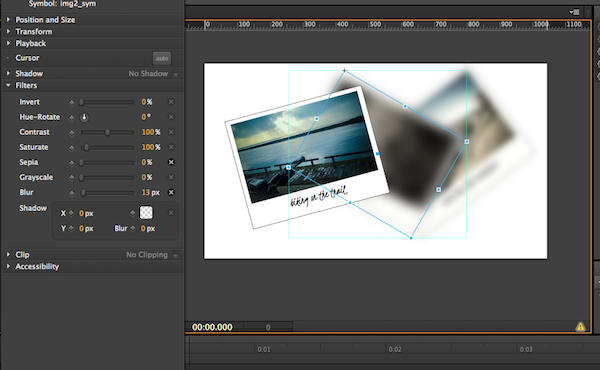 Symbol: img2_sym
Position and Size
Transform
Playback
Cursor auto
Shadow No Shadow
Filters
Invert 0 %
Hue-Rotate 0 °
Contrast 100 %
Saturate 100 %
Sepia 0 %
Grayscale 0 %
Blur 13 px
Shadow
X 0 px
Y 0 px Blur 0 px
Clip No Clipping
Accessibility
0 100 200 300 400 500 600 700 800 900 1000 1100
biking in the trail
00:00.000 0
0:01 0:02 0:03